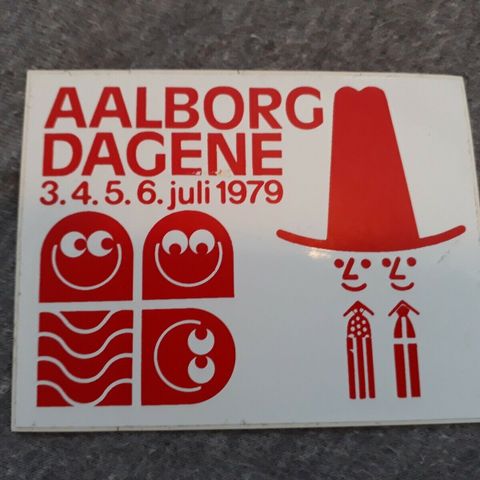 AALBORG
DAGENE
3. 4. 5. 6. juli 1979